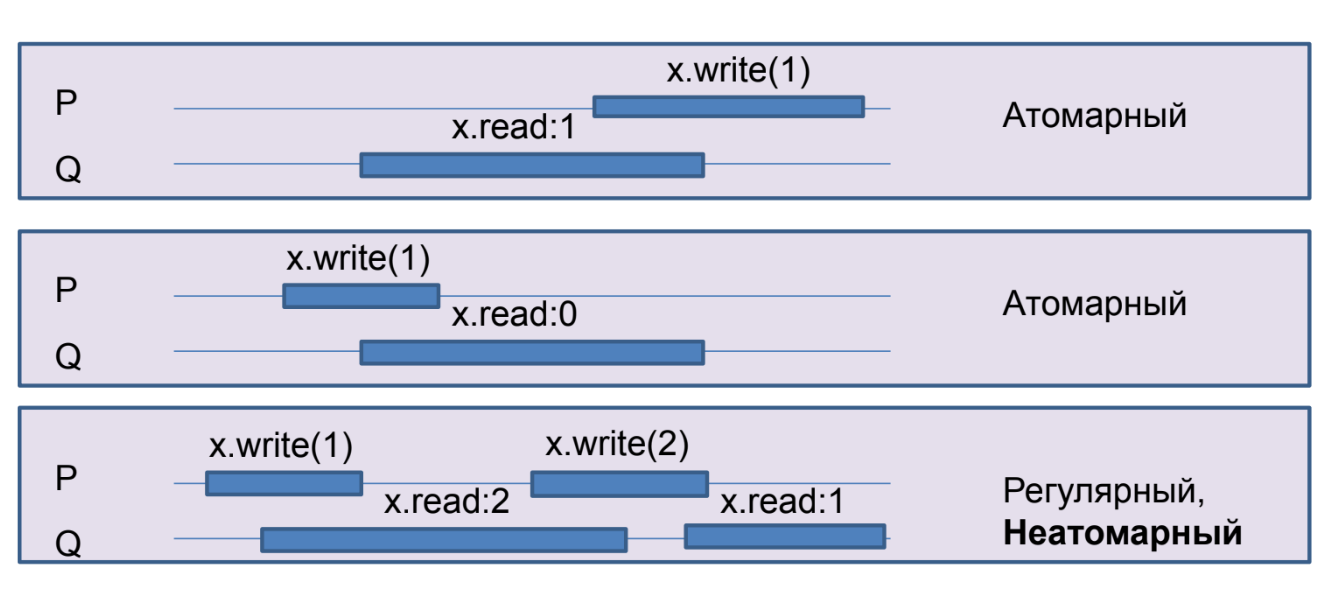 x.write(1)
P
x.read:1
Атомарный
Q
x.write(1)
P
x.read:0
Атомарный
Q
x.write(1) x.write(2)
P
x.read:2 x.read:1
Регулярный,
Q
Неатомарный